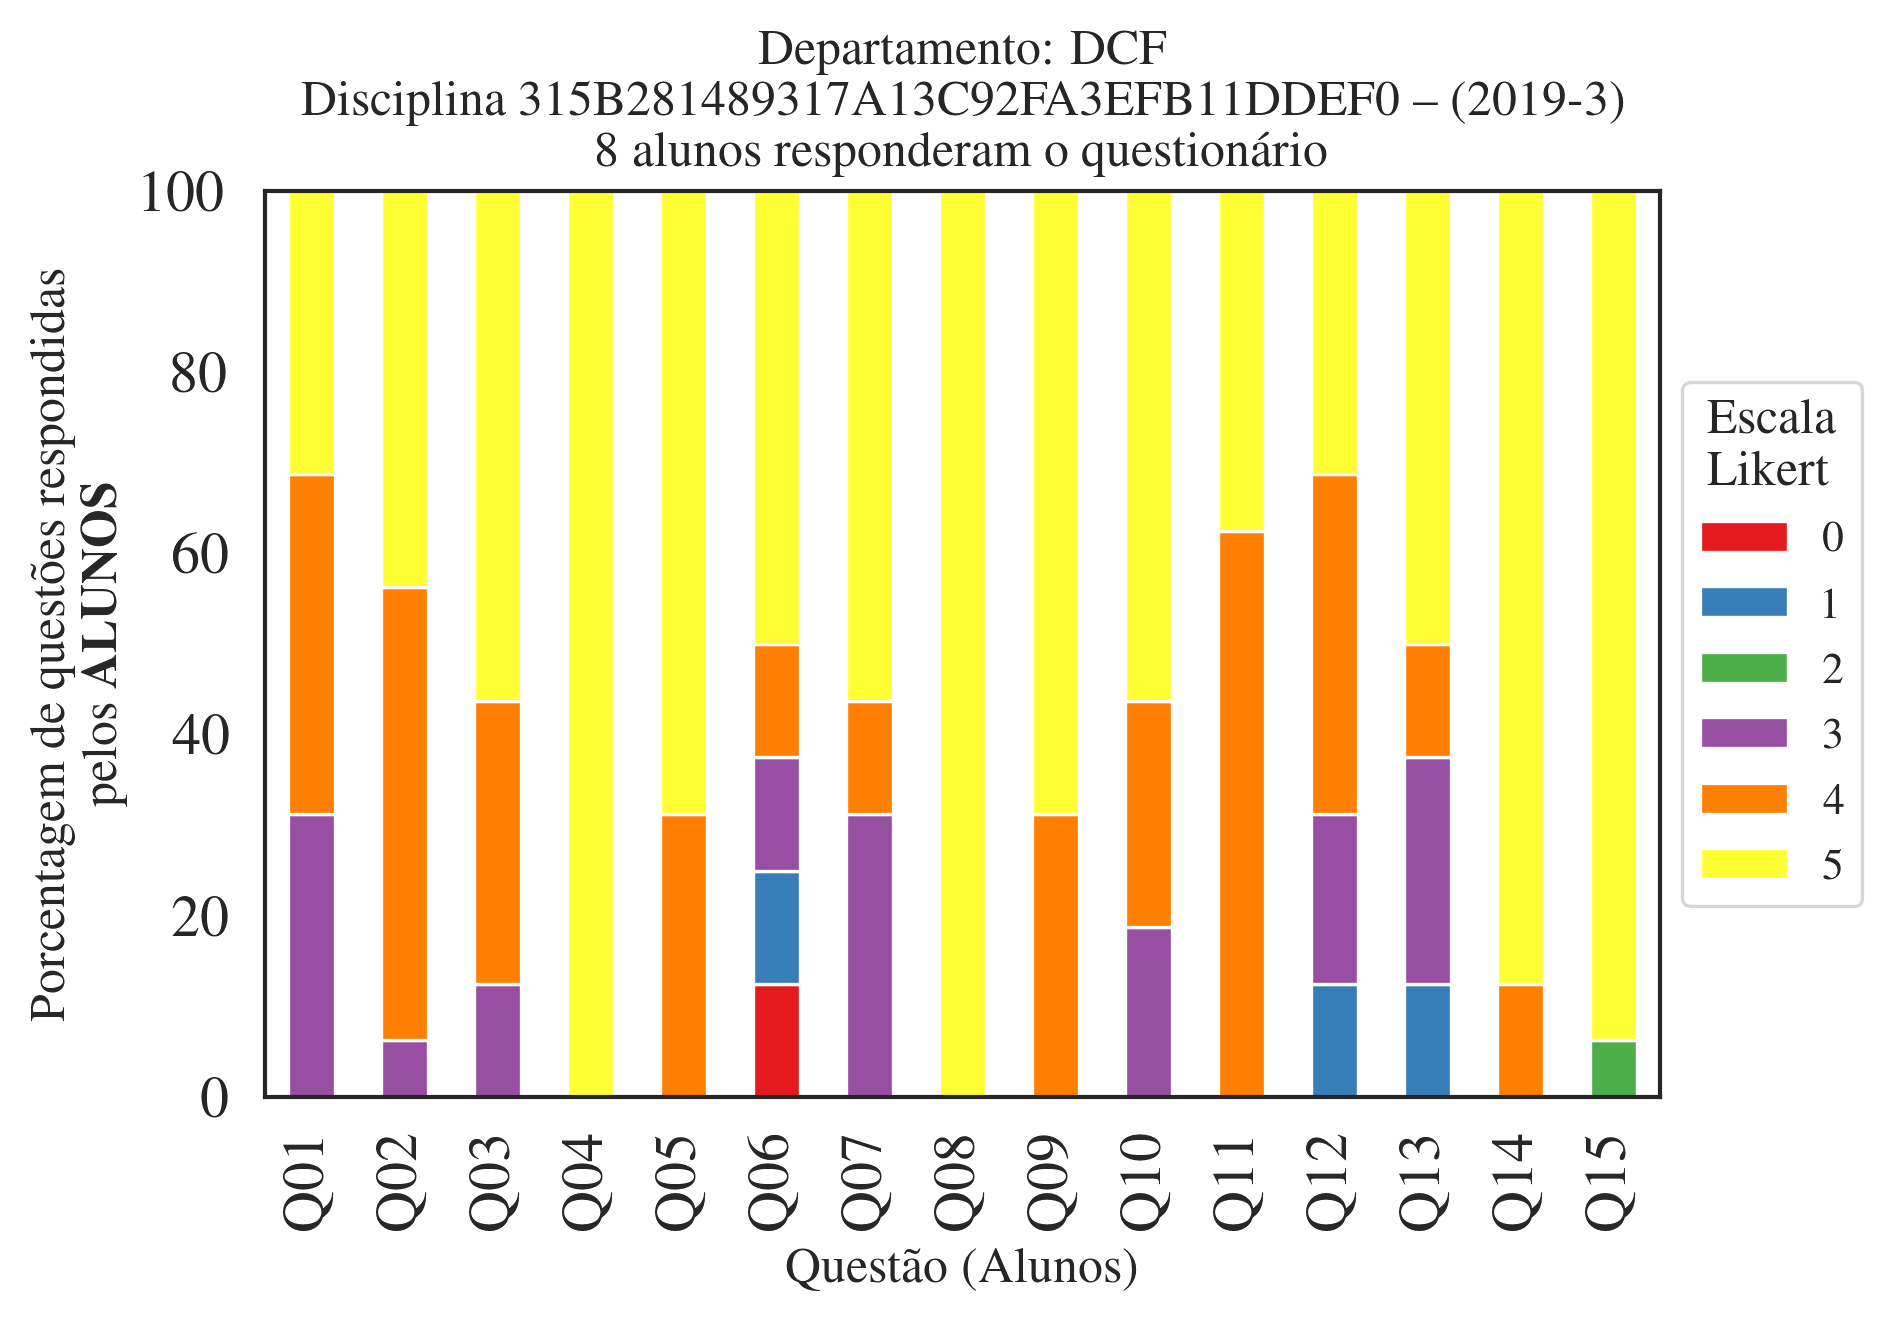 Departamento: DCF
Disciplina 315B281489317A13C92FA3EFB11DDEF0 – (2019-3)
8 alunos responderam o questionário
Porcentagem de questões respondidas
pelos ALUNOS
100
80
60
40
20
0
Q01
Q02
Q03
Q04
Q05
Q06
Q07
Q08
Q09
Q10
Q11
Q12
Q13
Q14
Q15
Questão (Alunos)
Escala
Likert
0
1
2
3
4
5